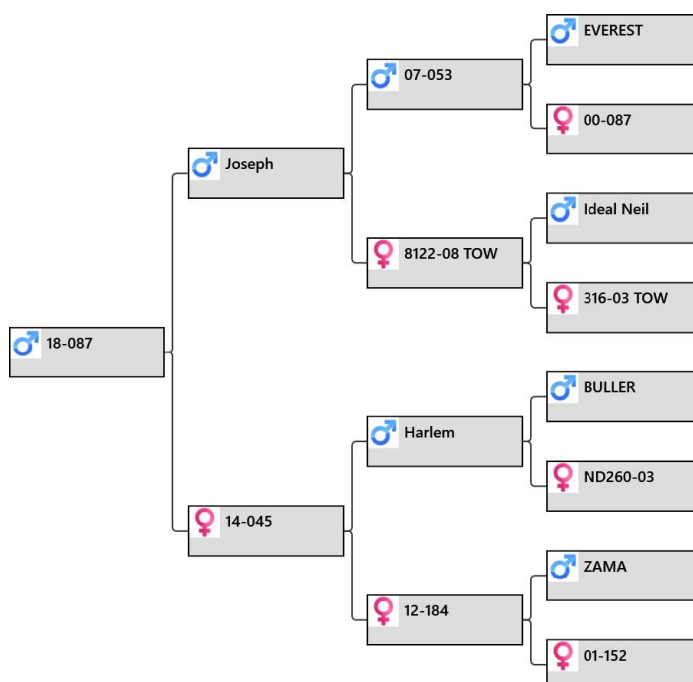 EVEREST
07-053
00-087
Joseph
Ideal Neil
8122-08 TOW
316-03 TOW
18-087
BULLER
Harlem
ND260-03
14-045
ZAMA
12-184
01-152